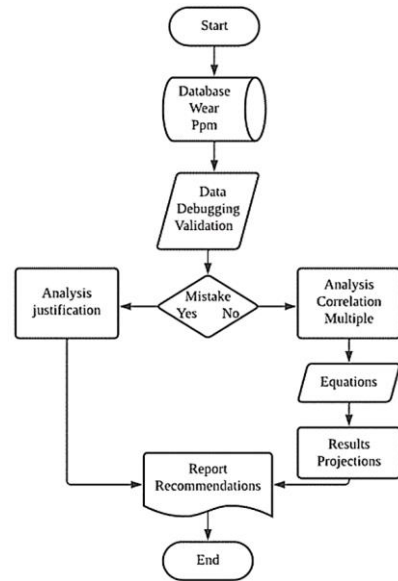 Start
Database
Wear
Ppm
Data
Debugging
Validation
Mistake
Yes No
Analysis
justification
Analysis
Correlation
Multiple
Equations
Results
Projections
Report
Recommendations
End